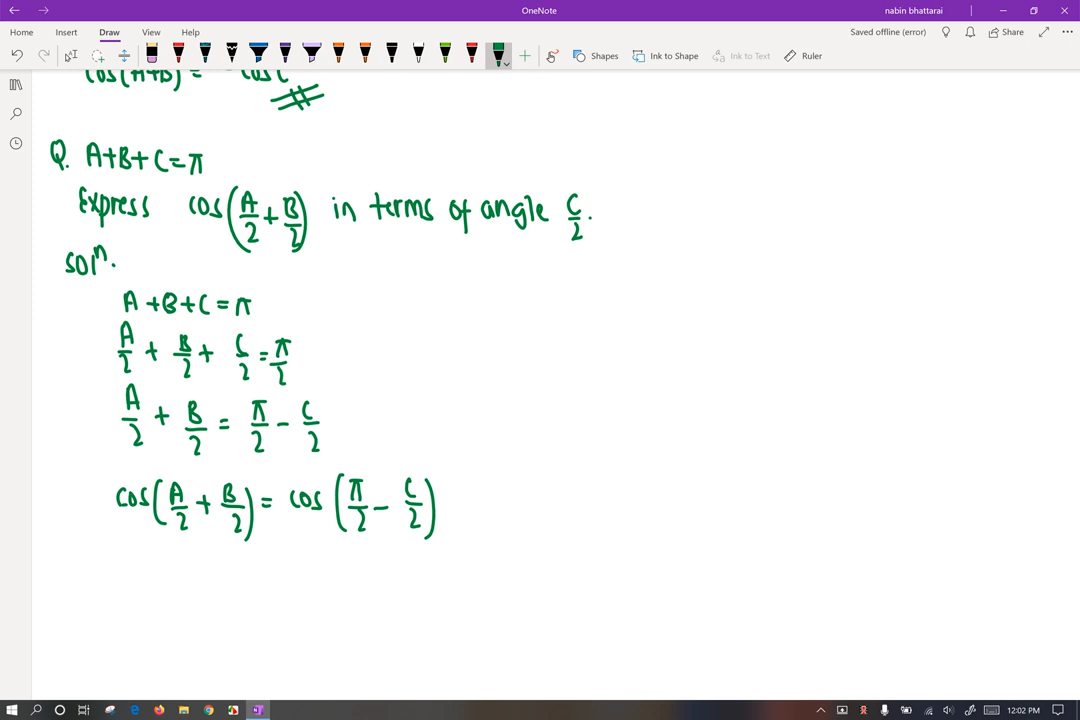 OneNote
nabin bhattarai
Home Insert Draw View Help
Saved offline (error) Share
Shapes Ink to Shape Ink to Text Ruler
cos(A+B) = - cos C
Q. A+B+C=π
Express cos(A/2 + B/2) in terms of angle C/2.
Solⁿ.
A+B+C=π
A/2 + B/2 + C/2 = π/2
A/2 + B/2 = π/2 - C/2
cos(A/2 + B/2) = cos(π/2 - C/2)
12:02 PM